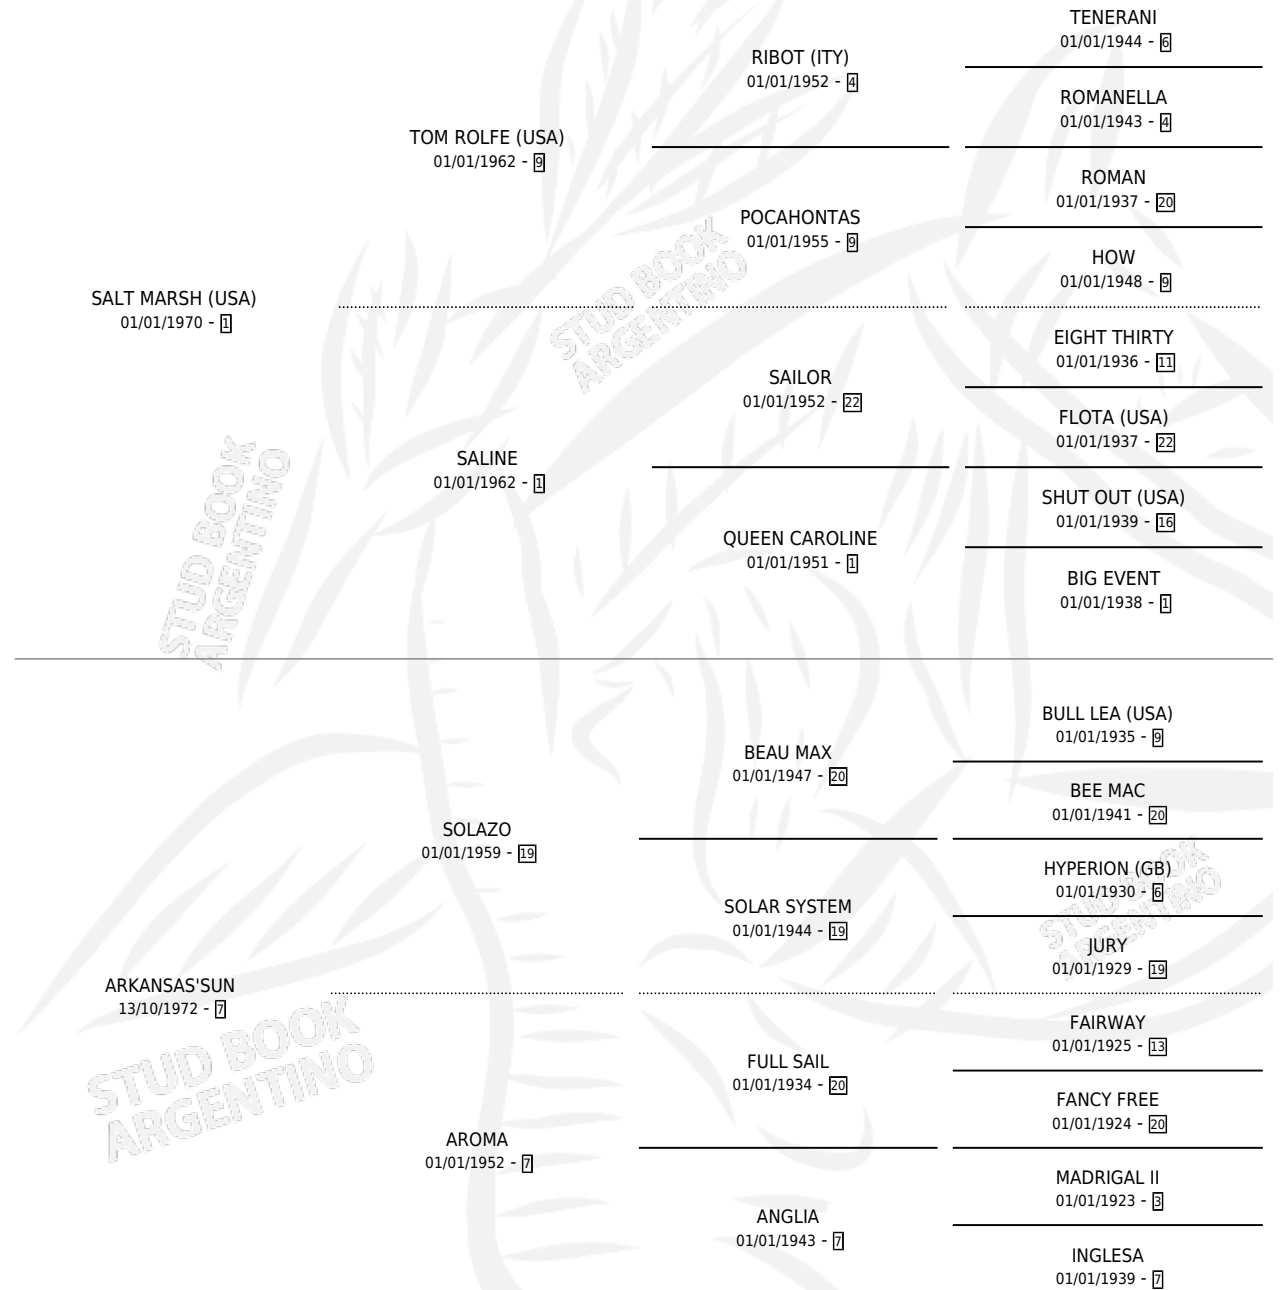 TENERANI
01/01/1944 - 6
RIBOT (ITY)
01/01/1952 - 4
ROMANELLA
01/01/1943 - 4
TOM ROLFE (USA)
01/01/1962 - 9
ROMAN
01/01/1937 - 20
POCAHONTAS
01/01/1955 - 9
HOW
01/01/1948 - 9
SALT MARSH (USA)
01/01/1970 - 1
EIGHT THIRTY
01/01/1936 - 11
SAILOR
01/01/1952 - 22
FLOTA (USA)
01/01/1937 - 22
SALINE
01/01/1962 - 1
SHUT OUT (USA)
01/01/1939 - 16
QUEEN CAROLINE
01/01/1951 - 1
BIG EVENT
01/01/1938 - 1
BULL LEA (USA)
01/01/1935 - 9
BEAU MAX
01/01/1947 - 20
BEE MAC
01/01/1941 - 20
SOLAZO
01/01/1959 - 19
HYPERION (GB)
01/01/1930 - 6
SOLAR SYSTEM
01/01/1944 - 19
JURY
01/01/1929 - 19
ARKANSAS'SUN
13/10/1972 - 7
FAIRWAY
01/01/1925 - 13
FULL SAIL
01/01/1934 - 20
FANCY FREE
01/01/1924 - 20
AROMA
01/01/1952 - 7
MADRIGAL II
01/01/1923 - 3
ANGLIA
01/01/1943 - 7
INGLESA
01/01/1939 - 7
STUD BOOK
ARGENTINO
STUD BOOK
ARGENTINO
STUD BOOK
ARGENTINO
STUD BOOK
ARGENTINO